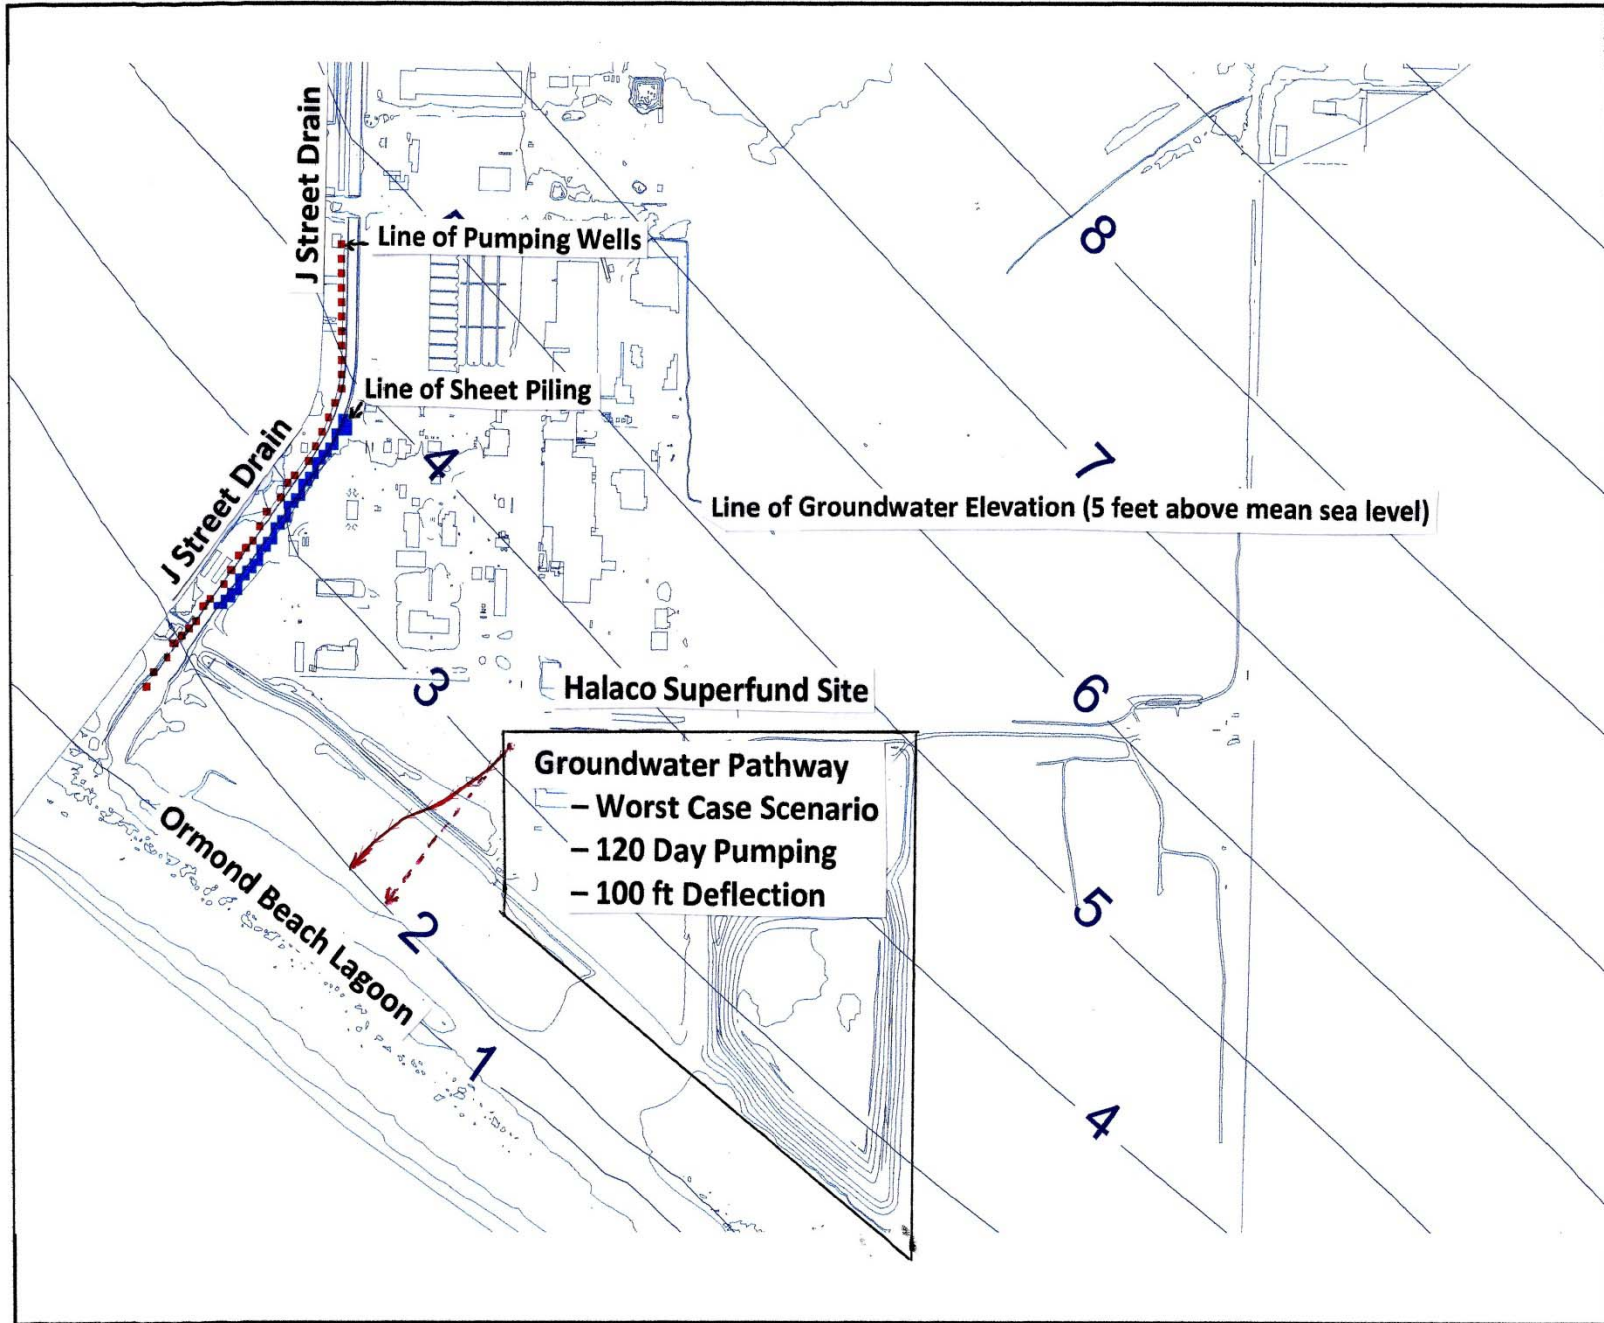 J Street Drain
Line of Pumping Wells
8
Line of Sheet Piling
J Street Drain
4
7
Line of Groundwater Elevation (5 feet above mean sea level)
3
Halaco Superfund Site
6
Groundwater Pathway
– Worst Case Scenario
– 120 Day Pumping
– 100 ft Deflection
Ormond Beach Lagoon
2
5
1
4